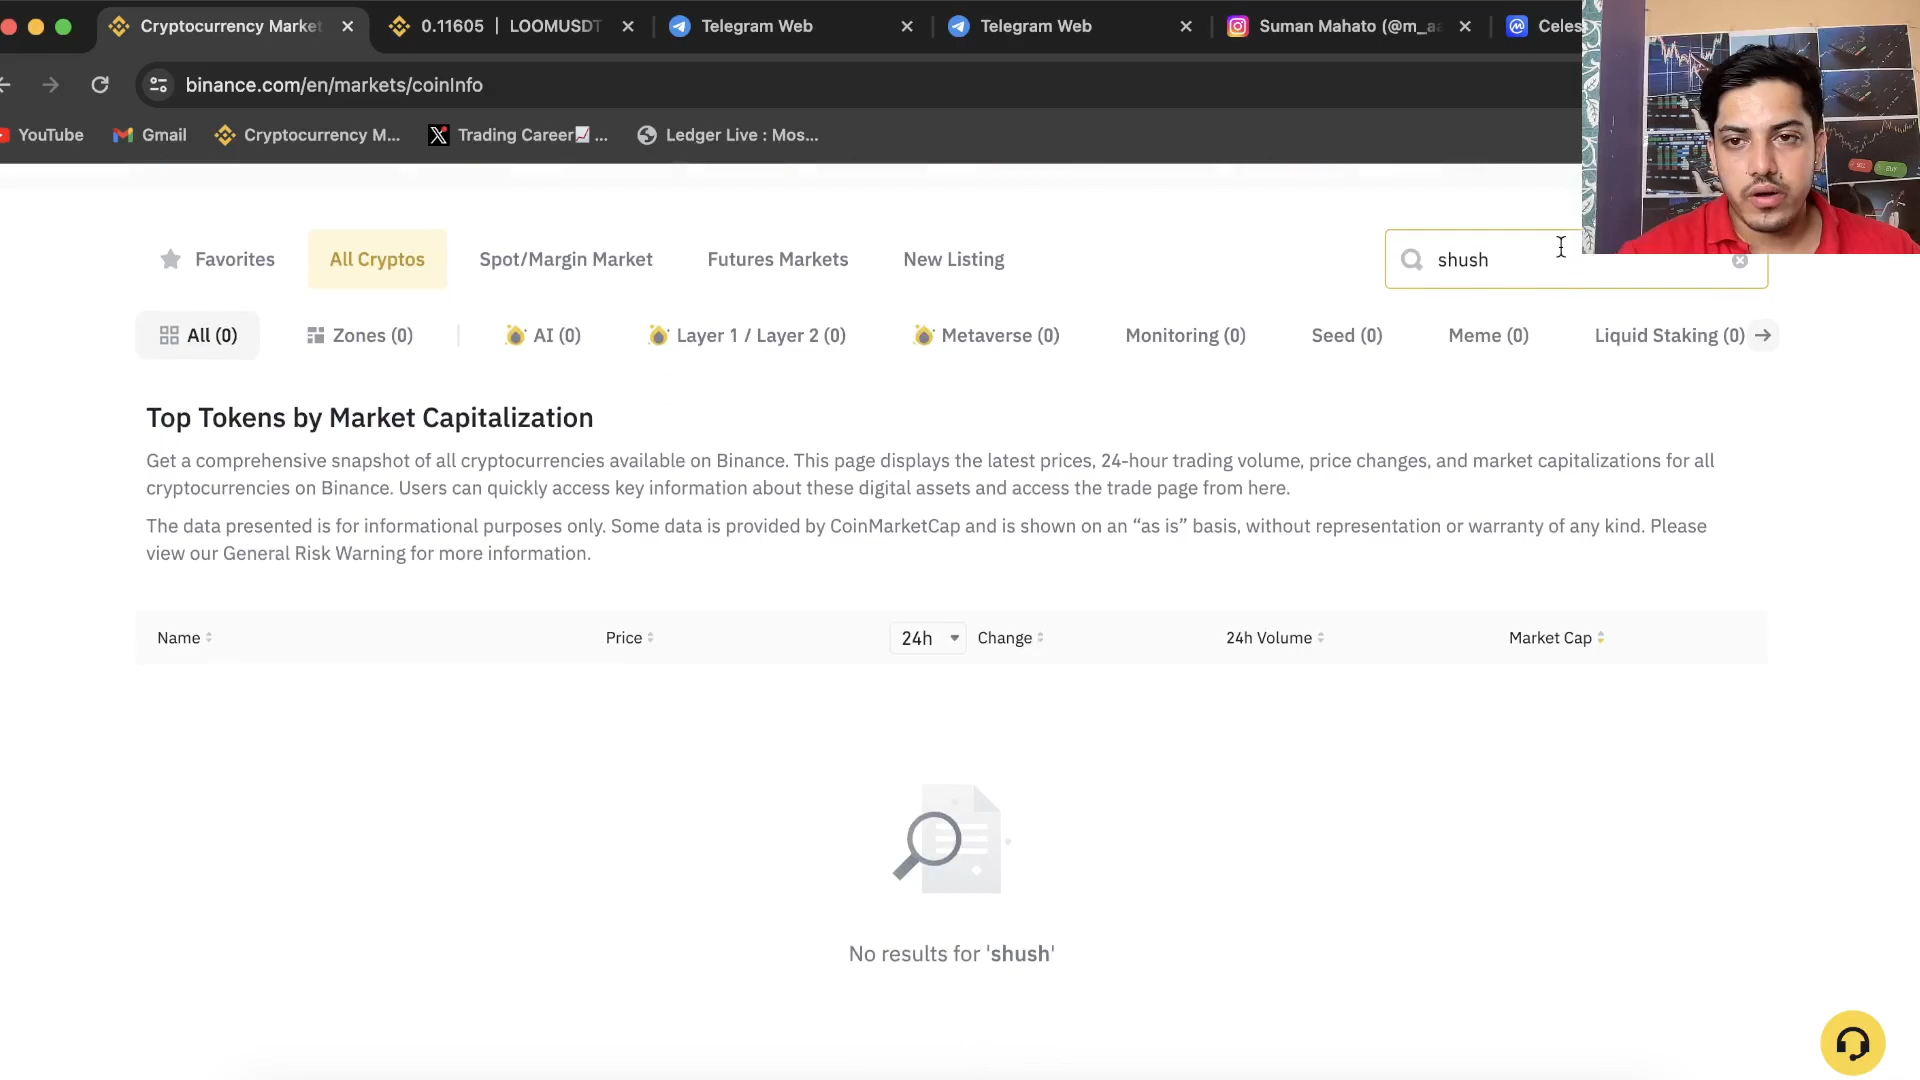 Cryptocurrency Market
0.11605 | LOOMUSDT
Telegram Web
Telegram Web
Suman Mahato (@m_aa
Celes
binance.com/en/markets/coinInfo
YouTube
Gmail
Cryptocurrency M...
Trading Career📈 ...
Ledger Live : Mos...
Favorites
All Cryptos
Spot/Margin Market
Futures Markets
New Listing
shush
All (0)
Zones (0)
AI (0)
Layer 1 / Layer 2 (0)
Metaverse (0)
Monitoring (0)
Seed (0)
Meme (0)
Liquid Staking (0)
Top Tokens by Market Capitalization
Get a comprehensive snapshot of all cryptocurrencies available on Binance. This page displays the latest prices, 24-hour trading volume, price changes, and market capitalizations for all
cryptocurrencies on Binance. Users can quickly access key information about these digital assets and access the trade page from here.
The data presented is for informational purposes only. Some data is provided by CoinMarketCap and is shown on an “as is” basis, without representation or warranty of any kind. Please
view our General Risk Warning for more information.
Name
Price
24h
Change
24h Volume
Market Cap
No results for 'shush'
SELL
BUY